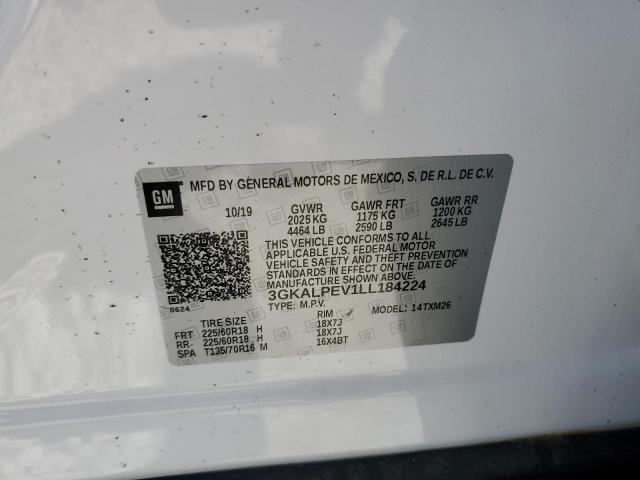 GM
MFD BY GENERAL MOTORS DE MEXICO, S. DE R.L. DE C.V.
10/19 GVWR GAWR FRT GAWR RR
2025 KG 1175 KG 1200 KG
4464 LB 2590 LB 2645 LB
THIS VEHICLE CONFORMS TO ALL
APPLICABLE U.S. FEDERAL MOTOR
VEHICLE SAFETY AND THEFT PREVENTION
STANDARDS IN EFFECT ON THE DATE OF
MANUFACTURE SHOWN ABOVE.
3GKALPEV1LL184224
8624
TYPE: M.P.V. MODEL: 14TXM26
TIRE SIZE RIM
FRT 225/60R18 H 18X7J
RR 225/60R18 H 18X7J
SPA T135/70R16 M 16X4BT